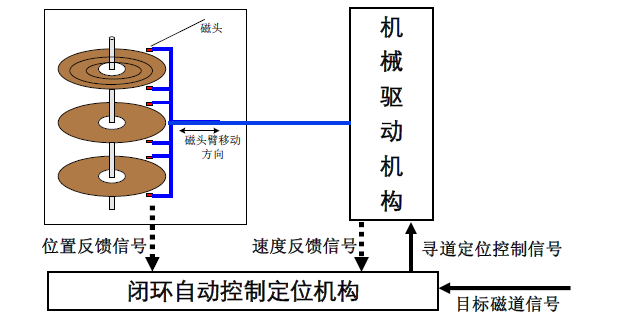 磁头
机械驱动机构
磁头臂移动
方向
位置反馈信号
速度反馈信号
寻道定位控制信号
闭环自动控制定位机构
目标磁道信号